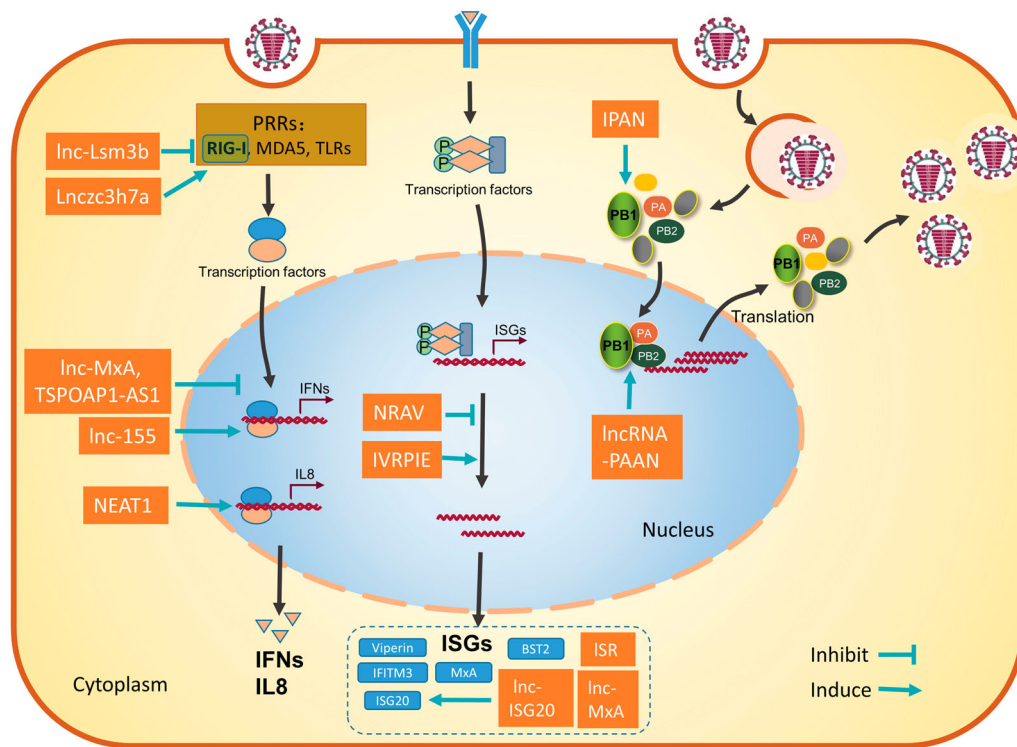 lnc-Lsm3b
Lnczc3h7a
PRRs:
RIG-I, MDA5, TLRs
Transcription factors
P
P
Transcription factors
IPAN
PB1
PA
PB2
PA
PB1
PB2
Translation
P
P
ISGs
PB1
PA
PB2
lnc-MxA,
TSPOAP1-AS1
lnc-155
IFNs
NEAT1
IL8
NRAV
IVRPIE
lncRNA
-PAAN
Nucleus
Cytoplasm
IFNs
IL8
Viperin
ISGs
BST2
ISR
IFITM3
MxA
ISG20
lnc-
ISG20
lnc-
MxA
Inhibit
Induce